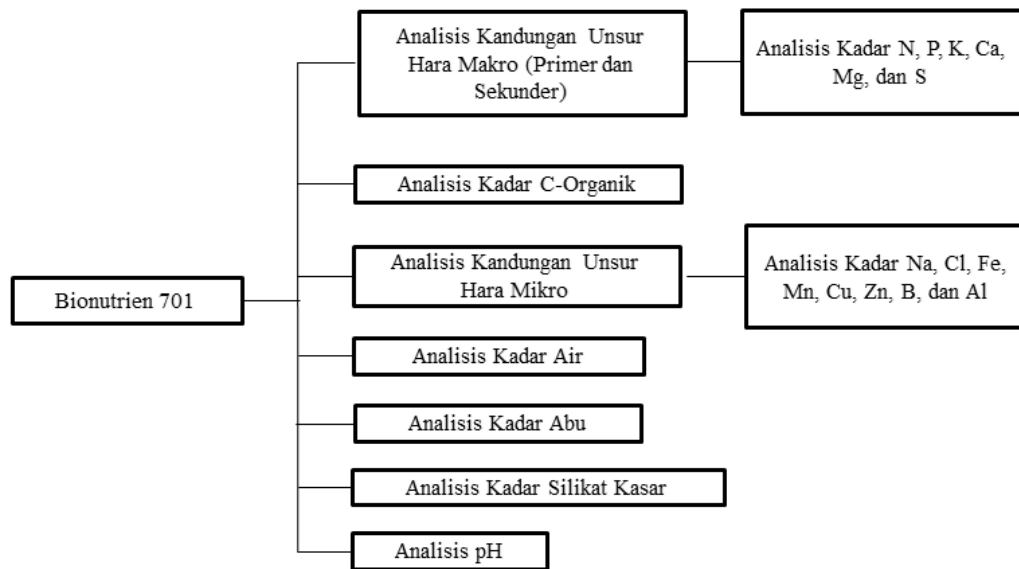 Analisis Kandungan Unsur
Hara Makro (Primer dan
Sekunder)
Analisis Kadar N, P, K, Ca,
Mg, dan S
Analisis Kadar C-Organik
Analisis Kandungan Unsur
Hara Mikro
Analisis Kadar Na, Cl, Fe,
Mn, Cu, Zn, B, dan Al
Bionutrien 701
Analisis Kadar Air
Analisis Kadar Abu
Analisis Kadar Silikat Kasar
Analisis pH